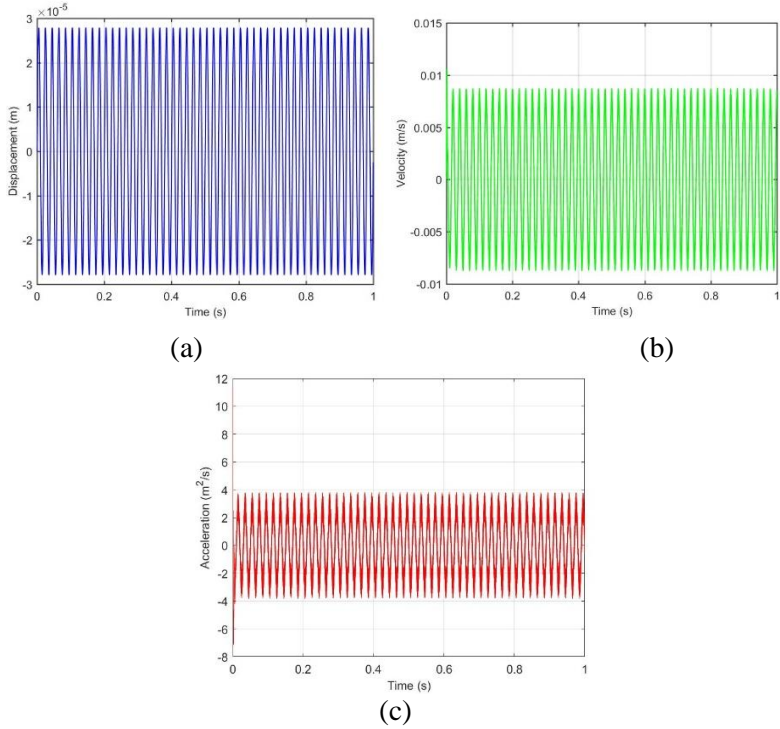 ×10⁻⁵
3
2
1
0
-1
-2
-3
Displacement (m)
0 0.2 0.4 0.6 0.8 1
Time (s)
(a)
0.015
0.01
0.005
0
-0.005
-0.01
Velocity (m/s)
0 0.2 0.4 0.6 0.8 1
Time (s)
(b)
12
10
8
6
4
2
0
-2
-4
-6
-8
Acceleration (m²/s)
0 0.2 0.4 0.6 0.8 1
Time (s)
(c)